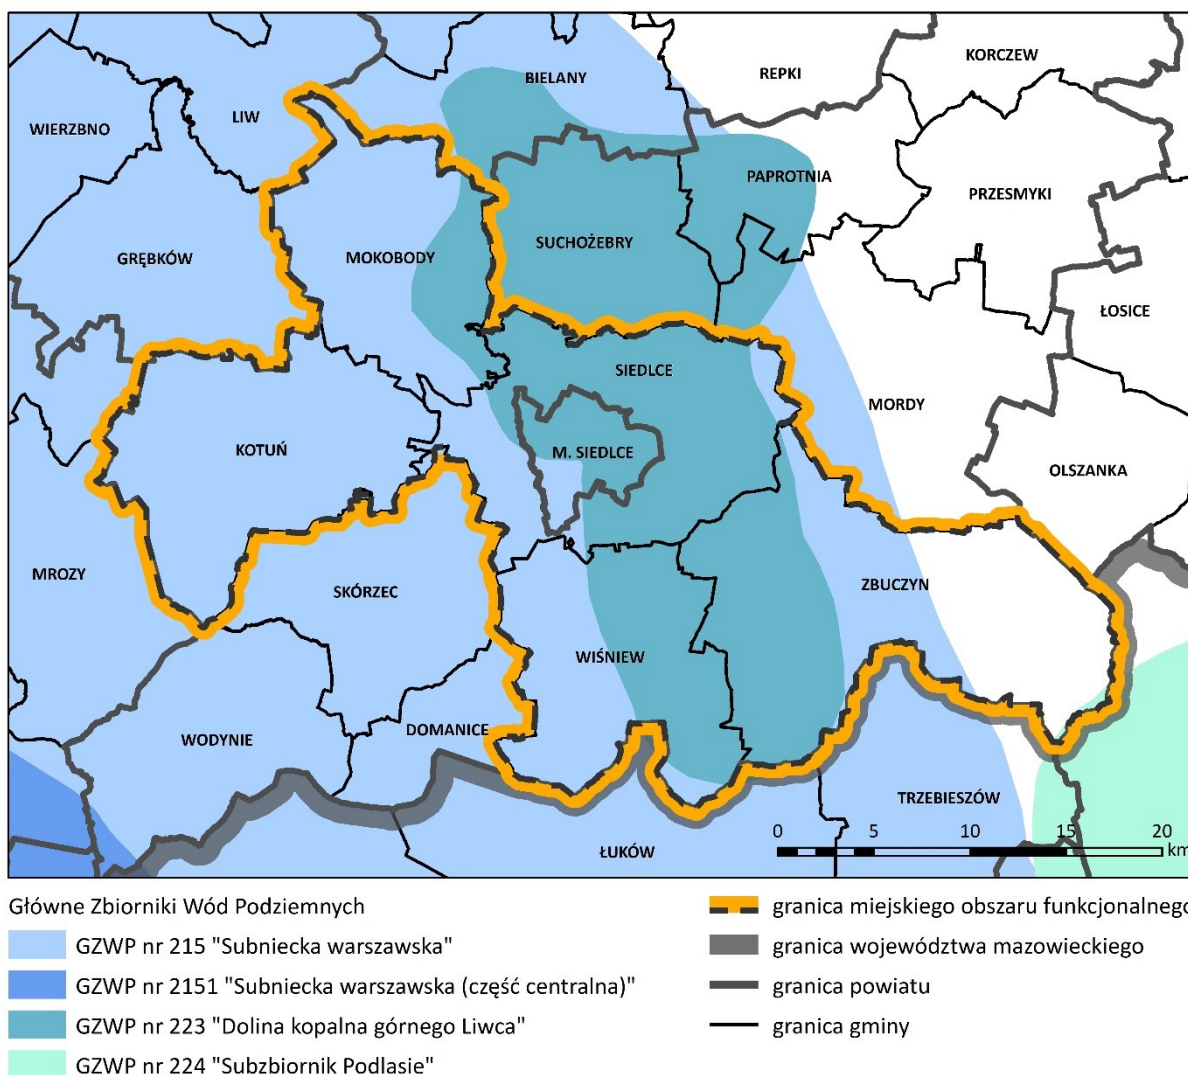 BIELANY
REPKI
KORCZEW
LIW
WIERZBNO
PAPROTNIA
PRZESMYKI
SUCHOŻEBRY
GRĘBKÓW
MOKOBODY
ŁOSICE
SIEDLCE
MORDY
KOTUŃ
M. SIEDLCE
OLSZANKA
MROZY
SKÓRZEC
ZBUCZYN
WIŚNIEW
DOMANICE
WODYNIE
TRZEBIESZÓW
ŁUKÓW
0 5 10 15 20
km
Główne Zbiorniki Wód Podziemnych
GZWP nr 215 "Subniecka warszawska"
GZWP nr 2151 "Subniecka warszawska (część centralna)"
GZWP nr 223 "Dolina kopalna górnego Liwca"
GZWP nr 224 "Subzbiornik Podlasie"
granica miejskiego obszaru funkcjonalnego
granica województwa mazowieckiego
granica powiatu
granica gminy